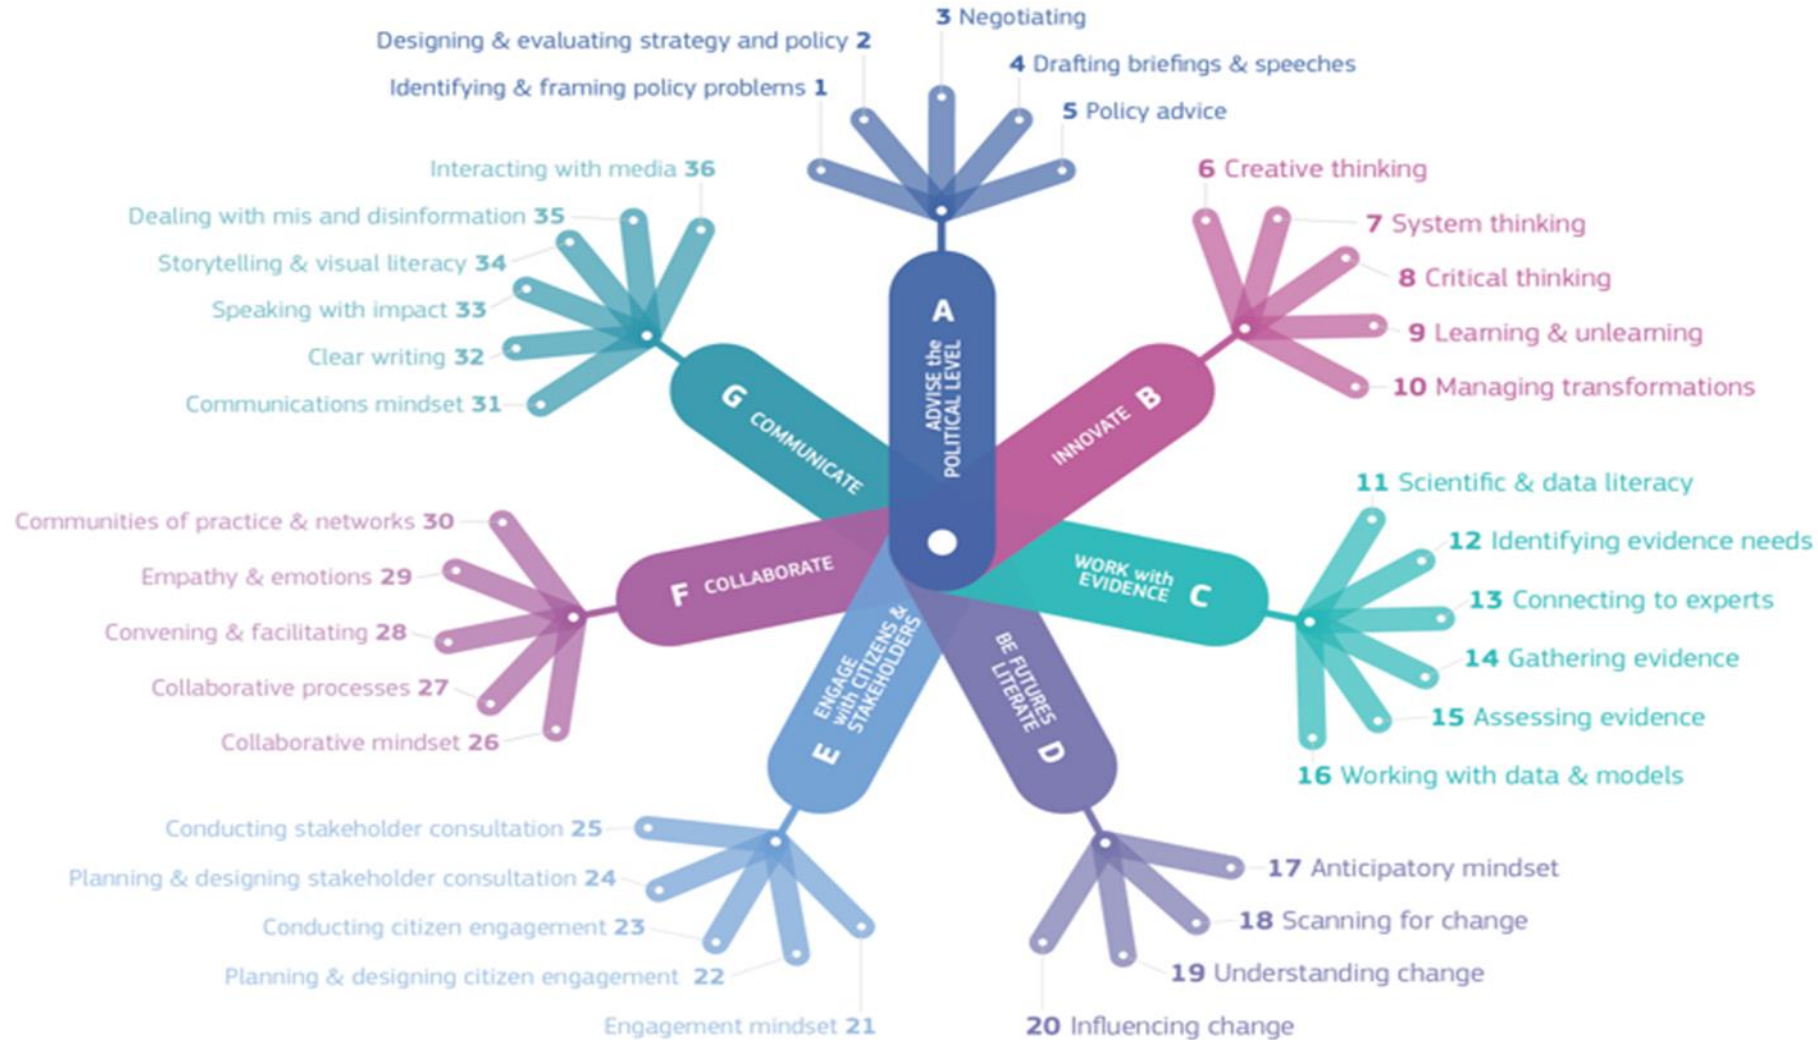 3 Negotiating
Designing & evaluating strategy and policy 2
4 Drafting briefings & speeches
Identifying & framing policy problems 1
5 Policy advice
A
ADVISE the
POLITICAL LEVEL
6 Creative thinking
7 System thinking
8 Critical thinking
9 Learning & unlearning
10 Managing transformations
B
INNOVATE
11 Scientific & data literacy
12 Identifying evidence needs
13 Connecting to experts
14 Gathering evidence
15 Assessing evidence
16 Working with data & models
WORK with
EVIDENCE
C
17 Anticipatory mindset
18 Scanning for change
19 Understanding change
20 Influencing change
BE FUTURES
LITERATE
D
ENGAGE
with CITIZENS &
STAKEHOLDERS
E
Conducting stakeholder consultation 25
Planning & designing stakeholder consultation 24
Conducting citizen engagement 23
Planning & designing citizen engagement 22
Engagement mindset 21
F COLLABORATE
Communities of practice & networks 30
Empathy & emotions 29
Convening & facilitating 28
Collaborative processes 27
Collaborative mindset 26
G COMMUNICATE
Interacting with media 36
Dealing with mis and disinformation 35
Storytelling & visual literacy 34
Speaking with impact 33
Clear writing 32
Communications mindset 31